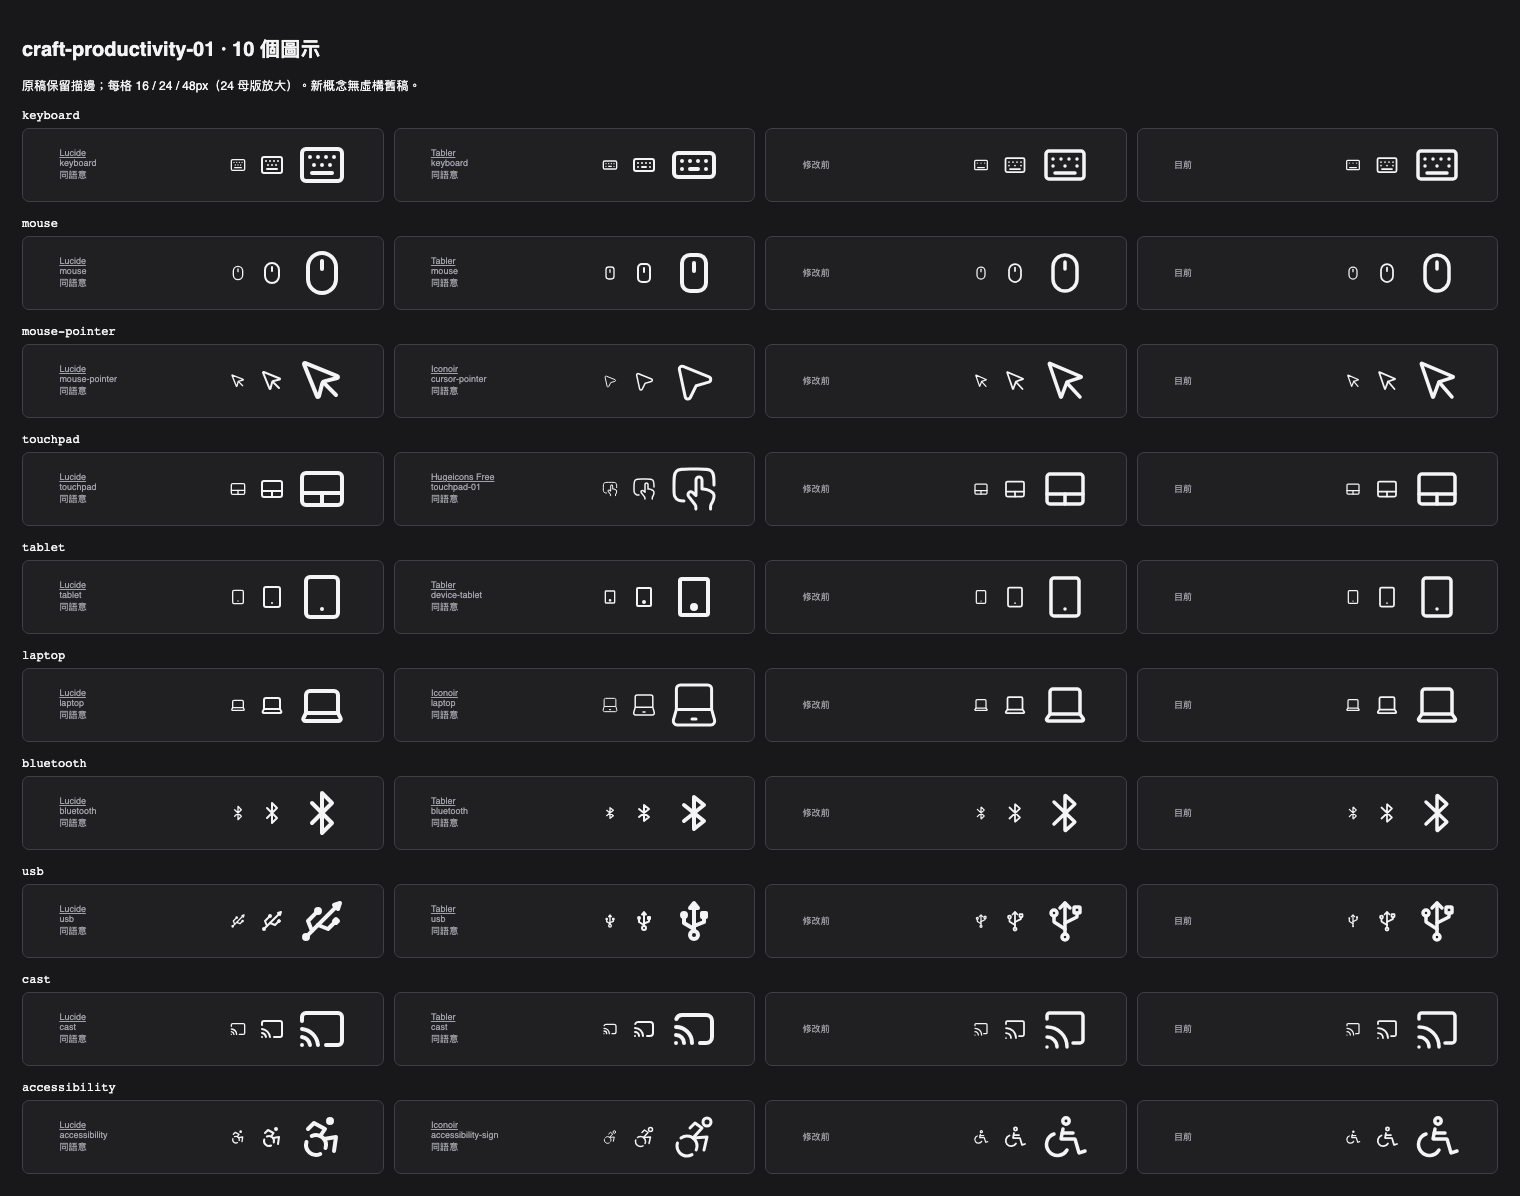 craft-productivity-01 · 10 個圖示
原稿保留描邊；每格 16 / 24 / 48px（24 母版放大）。新概念無虛構舊稿。
keyboard
Lucide
keyboard
同語意
Tabler
keyboard
同語意
修改前
目前
mouse
Lucide
mouse
同語意
Tabler
mouse
同語意
修改前
目前
mouse-pointer
Lucide
mouse-pointer
同語意
Iconoir
cursor-pointer
同語意
修改前
目前
touchpad
Lucide
touchpad
同語意
Hugeicons Free
touchpad-01
同語意
修改前
目前
tablet
Lucide
tablet
同語意
Tabler
device-tablet
同語意
修改前
目前
laptop
Lucide
laptop
同語意
Iconoir
laptop
同語意
修改前
目前
bluetooth
Lucide
bluetooth
同語意
Tabler
bluetooth
同語意
修改前
目前
usb
Lucide
usb
同語意
Tabler
usb
同語意
修改前
目前
cast
Lucide
cast
同語意
Tabler
cast
同語意
修改前
目前
accessibility
Lucide
accessibility
同語意
Iconoir
accessibility-sign
同語意
修改前
目前